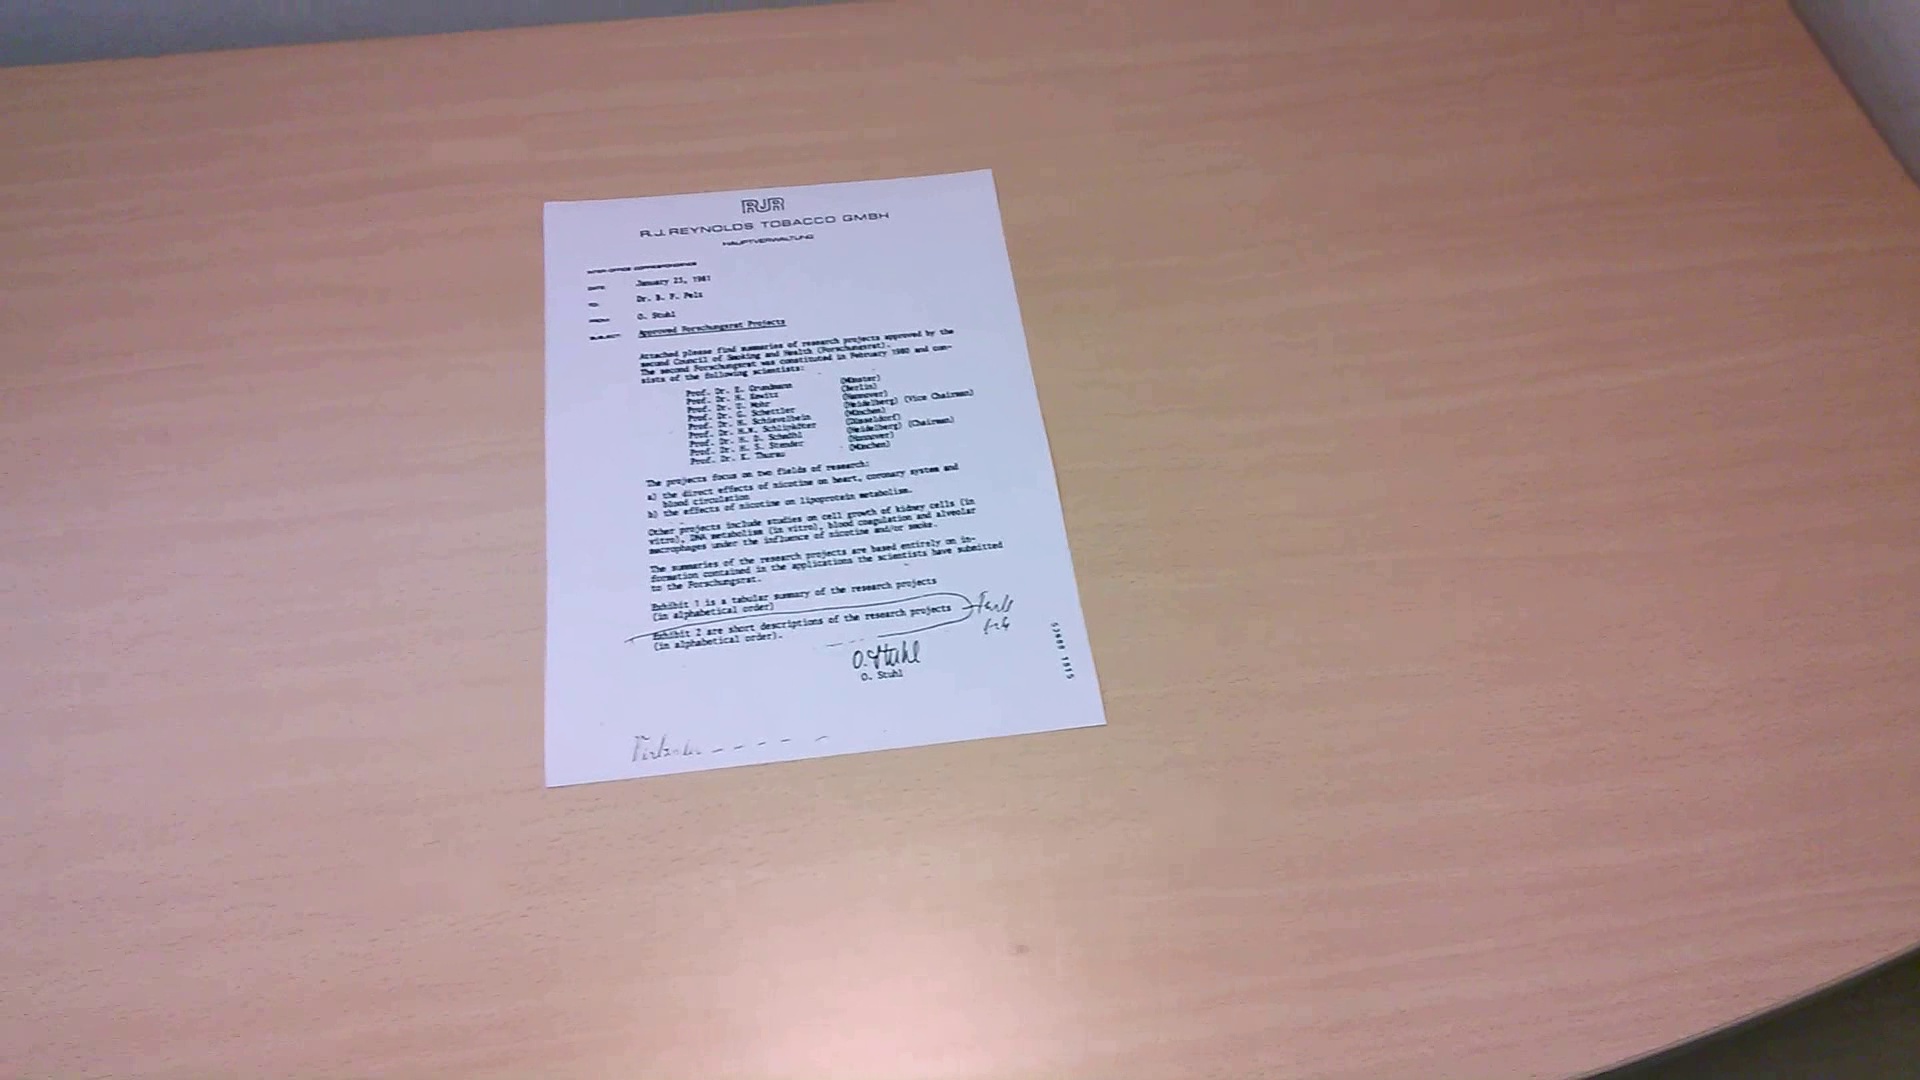 RJR
R.J. REYNOLDS TOBACCO GMBH
HAUPTVERWALTUNG
INTER-OFFICE CORRESPONDENCE
DATE January 23, 1981
TO: Dr. B. F. Pelz
FROM: O. Stuhl
SUBJECT: Approved Forschungsrat Projects
Attached please find summaries of research projects approved by the
second Council of Smoking and Health (Forschungsrat).
The second Forschungsrat was constituted in February 1980 and con-
sists of the following scientists:
Prof. Dr. E. Grundmann (Münster)
Prof. Dr. H. Kewitz (Berlin)
Prof. Dr. U. Mohr (Hannover)
Prof. Dr. G. Schettler (Heidelberg) (Vice Chairman)
Prof. Dr. H. Schievelbein (München)
Prof. Dr. H.W. Schlipköter (Düsseldorf)
Prof. Dr. H. D. Schmähl (Heidelberg) (Chairman)
Prof. Dr. H. S. Stender (Hannover)
Prof. Dr. K. Thurau (München)
The projects focus on two fields of research:
a) the direct effects of nicotine on heart, coronary system and
blood circulation
b) the effects of nicotine on lipoprotein metabolism.
Other projects include studies on cell growth of kidney cells (in
vitro), DNA metabolism (in vitro), blood coagulation and alveolar
macrophages under the influence of nicotine and/or smoke.
The summaries of the research projects are based entirely on in-
formation contained in the applications the scientists have submitted
to the Forschungsrat.
Exhibit 1 is a tabular summary of the research projects
(in alphabetical order)
Exhibit 2 are short descriptions of the research projects
(in alphabetical order).
O. Stuhl
O. Stuhl